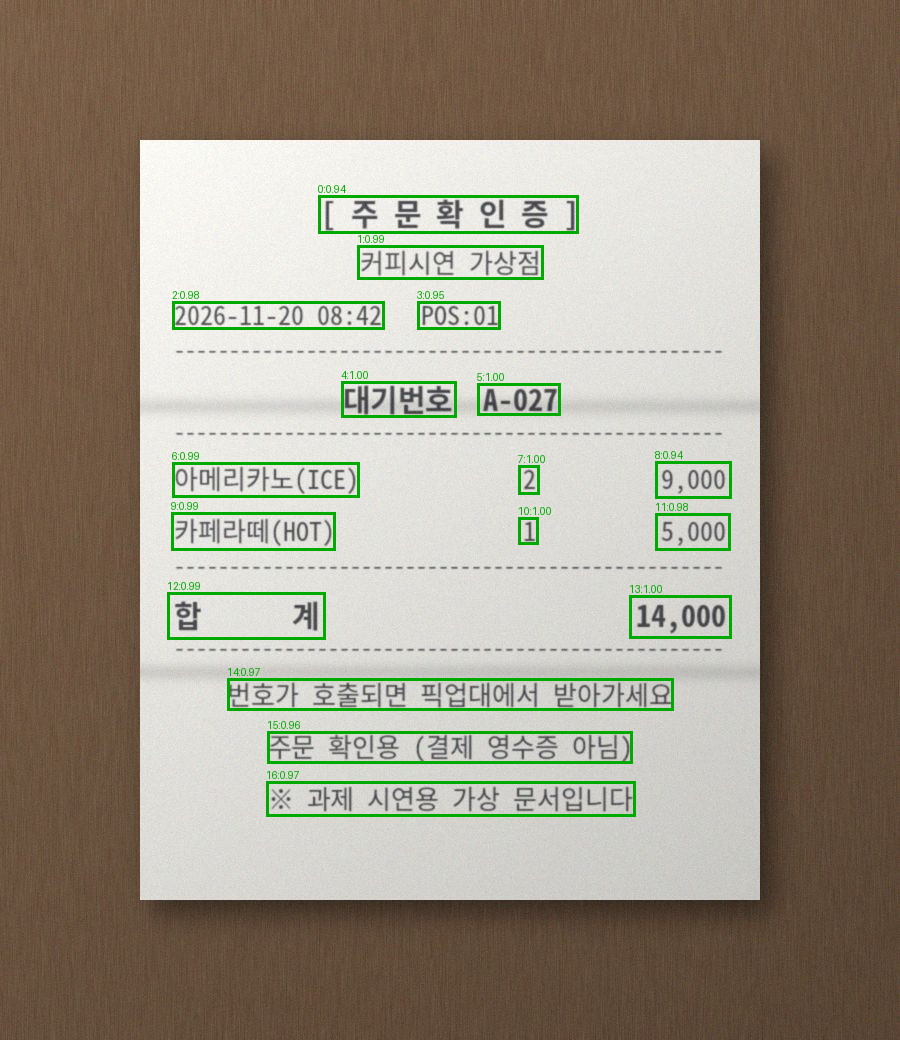 [ 주 문 확 인 증 ]
커피시연 가상점
2026-11-20 08:42 POS:01
대기번호 A-027
아메리카노(ICE) 2 9,000
카페라떼(HOT) 1 5,000
합 계 14,000
번호가 호출되면 픽업대에서 받아가세요
주문 확인용 (결제 영수증 아님)
※ 과제 시연용 가상 문서입니다